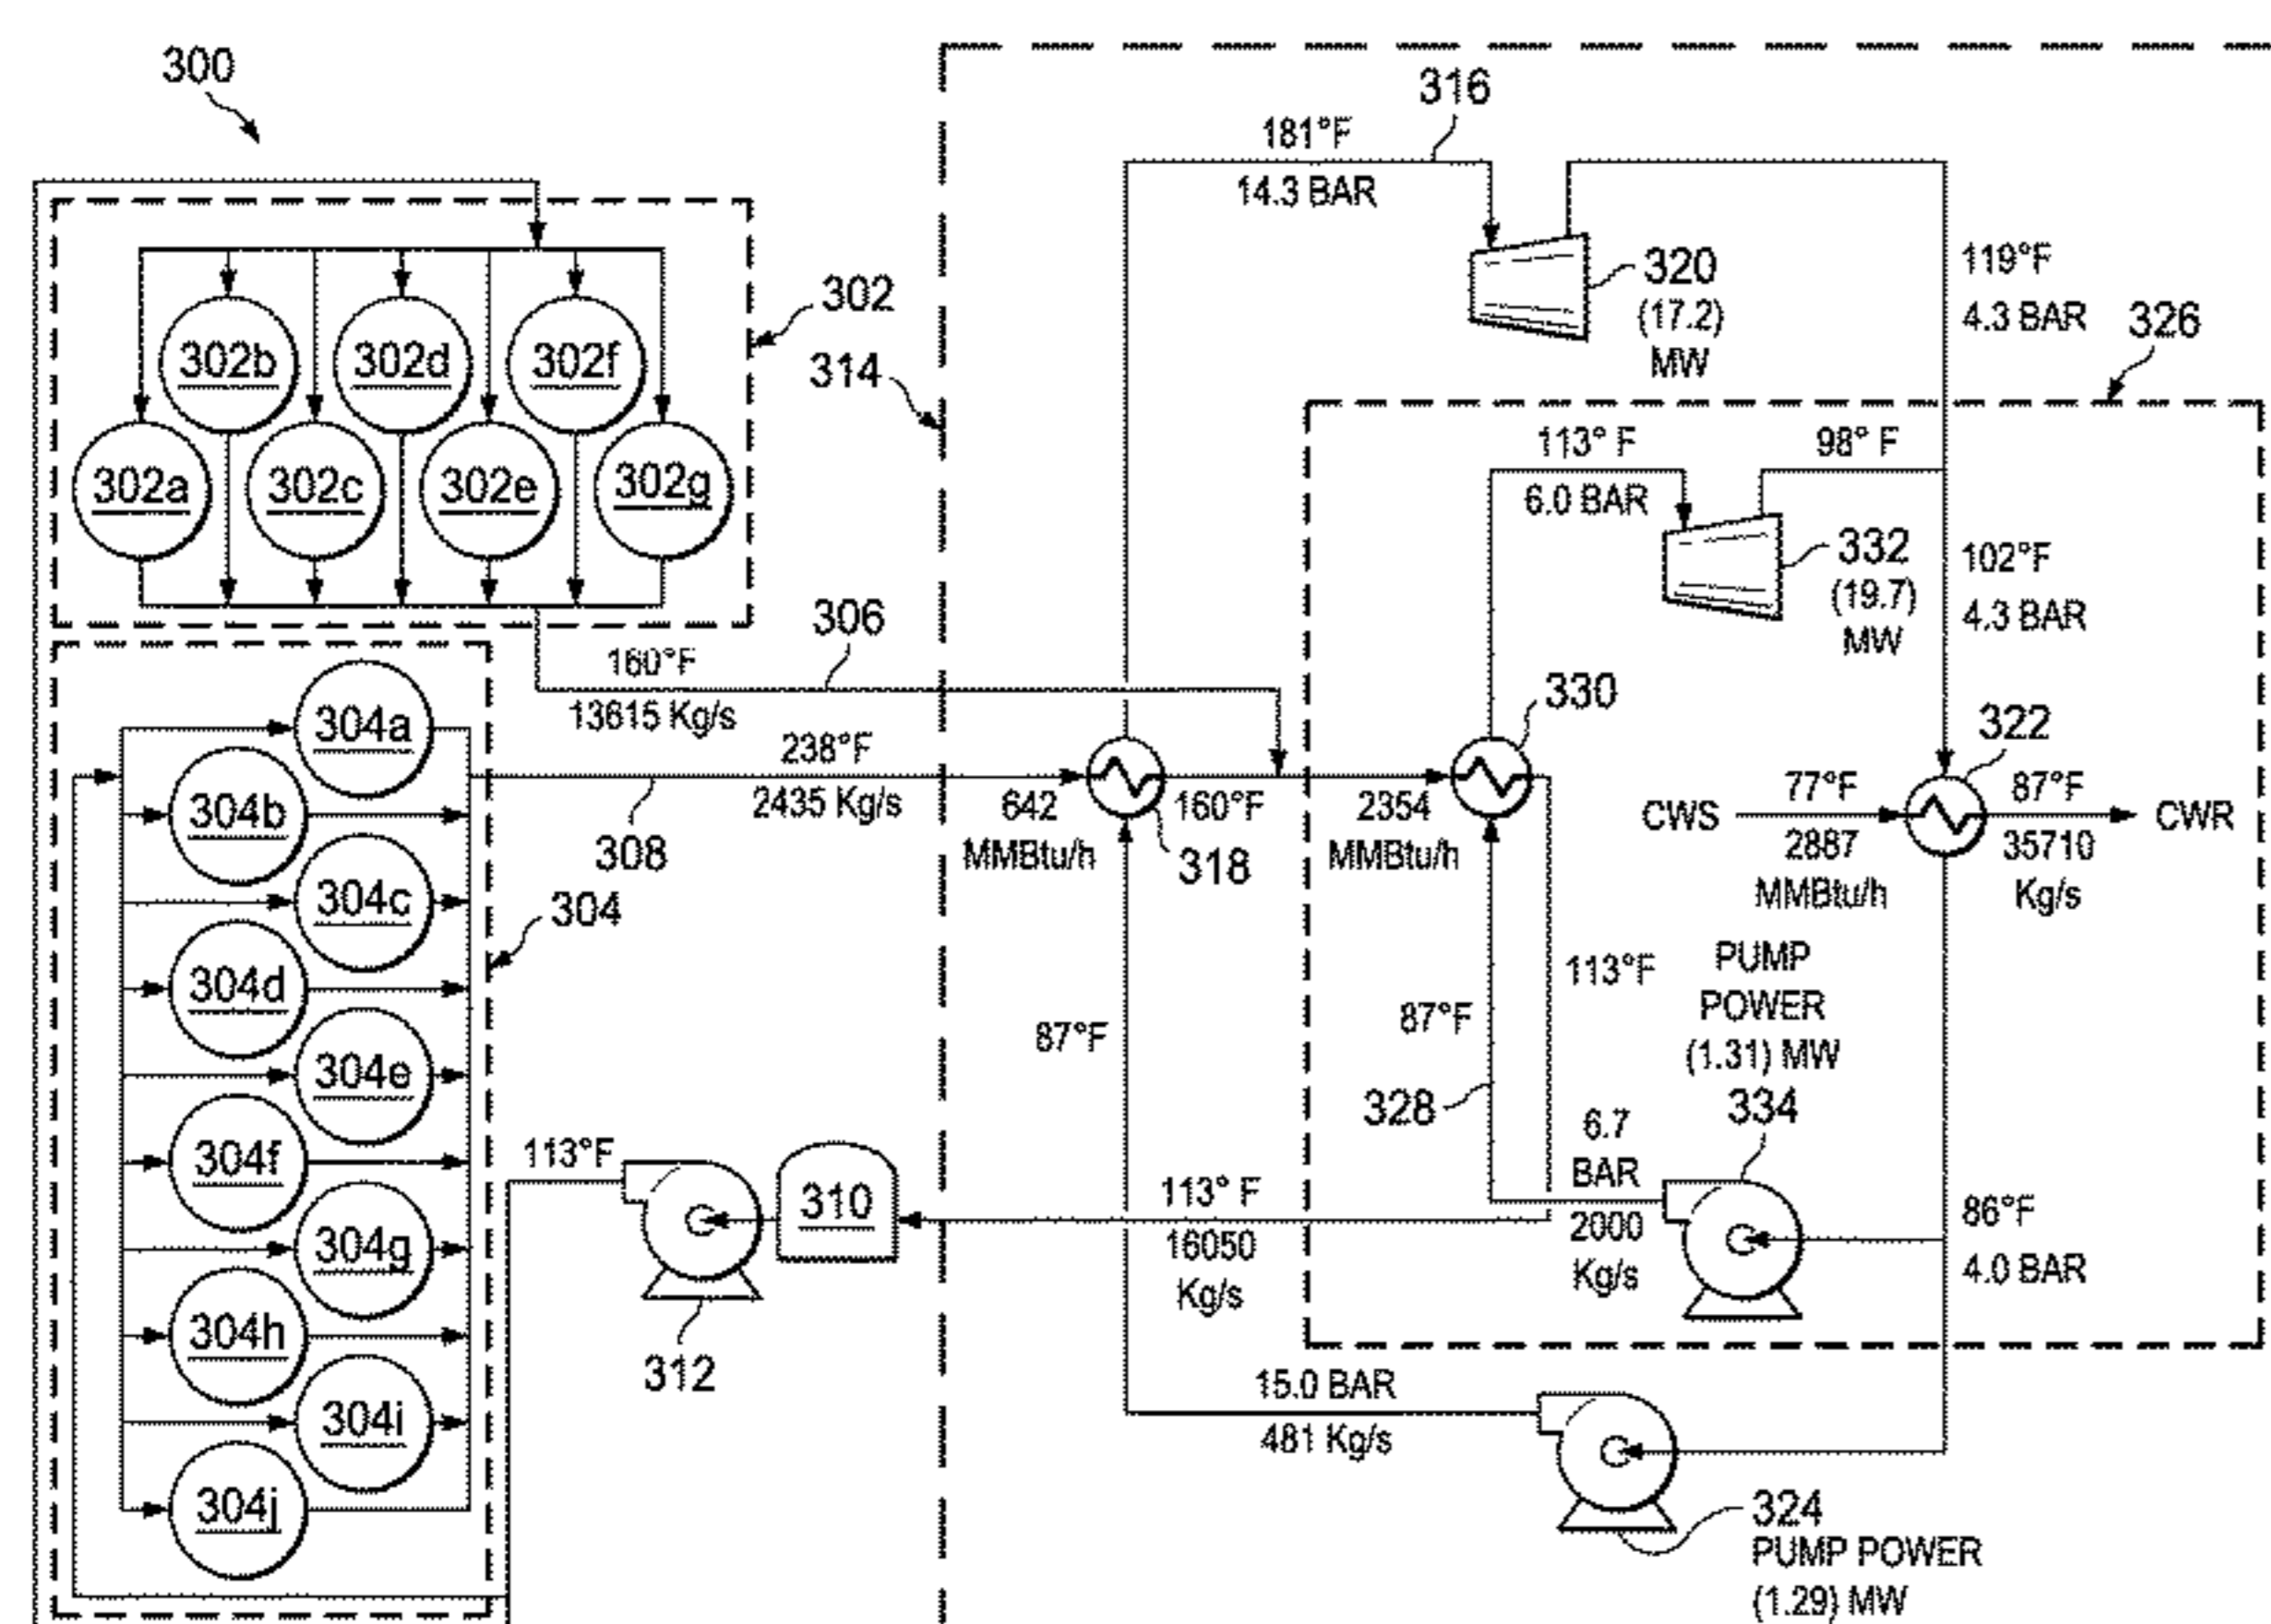 300
316
181°F
14.3 BAR
320
(17.2)
MW
119°F
4.3 BAR
326
302
314
302b
302d
302f
302a
302c
302e
302g
113° F
6.0 BAR
98° F
332
(19.7)
MW
102°F
4.3 BAR
306
160°F
13615 Kg/s
330
322
304a
304b
304c
304d
304e
304f
304g
304h
304i
304j
304
238°F
2435 Kg/s
308
642
MMBtu/h
160°F
318
2354
MMBtu/h
CWS
77°F
2887
MMBtu/h
87°F
35710
Kg/s
CWR
87°F
87°F
113°F
PUMP
POWER
(1.31) MW
334
328
6.7
BAR
2000
Kg/s
86°F
4.0 BAR
113°F
310
312
113° F
16050
Kg/s
15.0 BAR
481 Kg/s
324
PUMP POWER
(1.29) MW